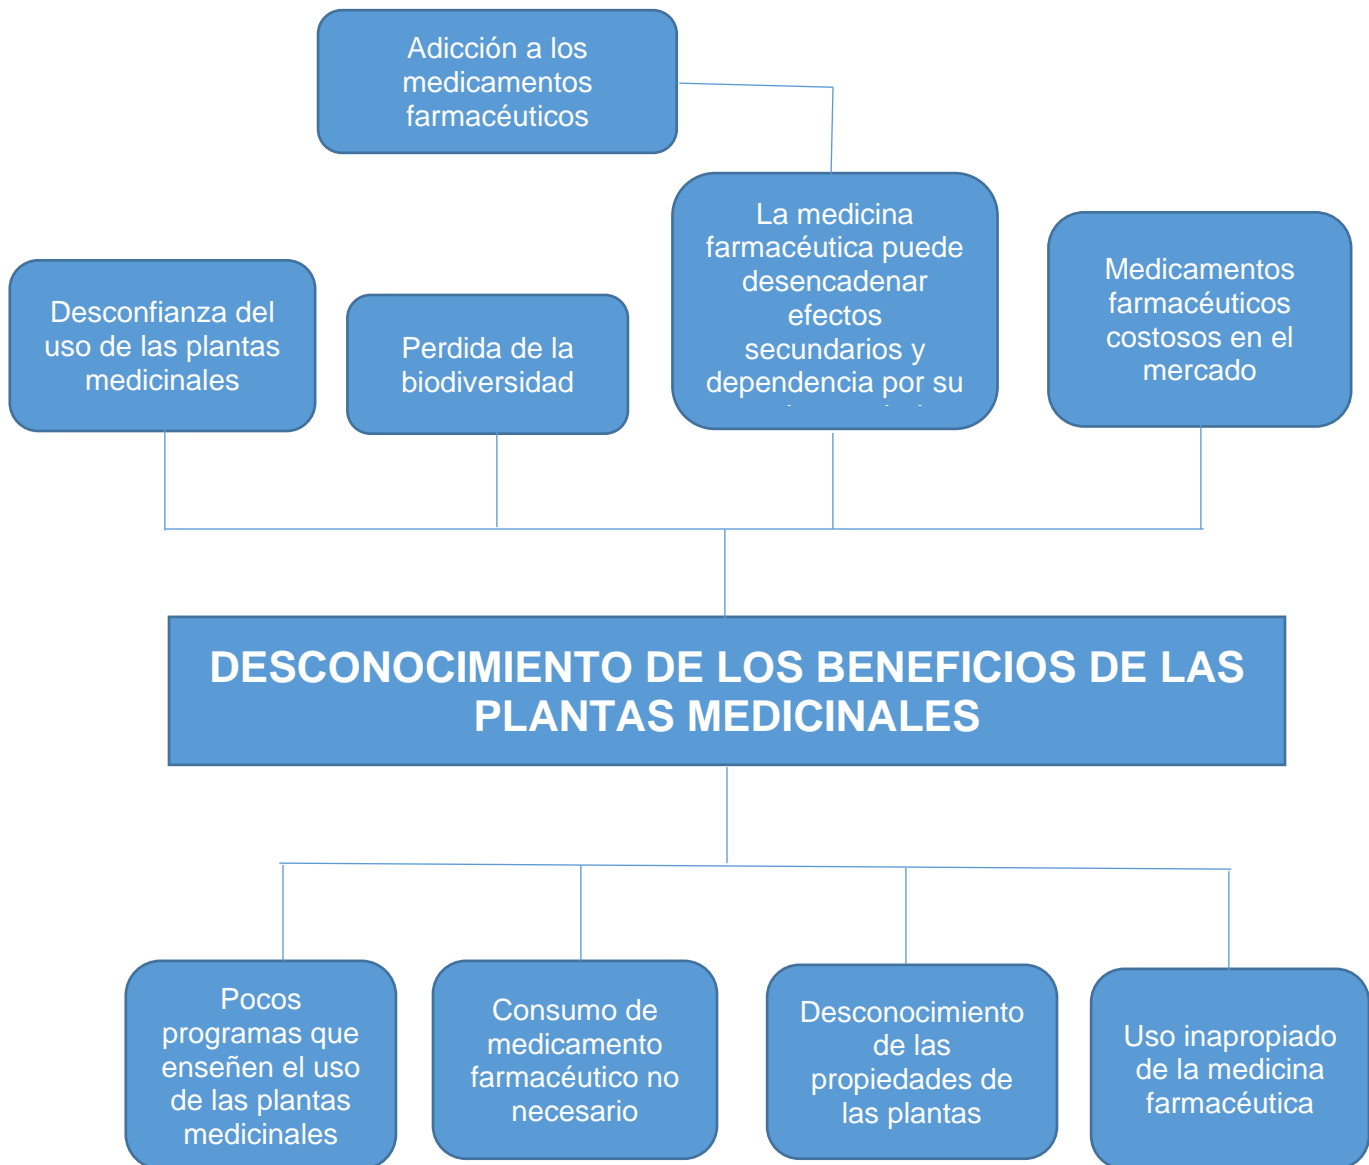 Adicción a los
medicamentos
farmacéuticos
La medicina
farmacéutica puede
desencadenar
efectos
secundarios y
dependencia por su
Medicamentos
farmacéuticos
costosos en el
mercado
Desconfianza del
uso de las plantas
medicinales
Perdida de la
biodiversidad
DESCONOCIMIENTO DE LOS BENEFICIOS DE LAS
PLANTAS MEDICINALES
Pocos
programas que
enseñen el uso
de las plantas
medicinales
Consumo de
medicamento
farmacéutico no
necesario
Desconocimiento
de las
propiedades de
las plantas
Uso inapropiado
de la medicina
farmacéutica